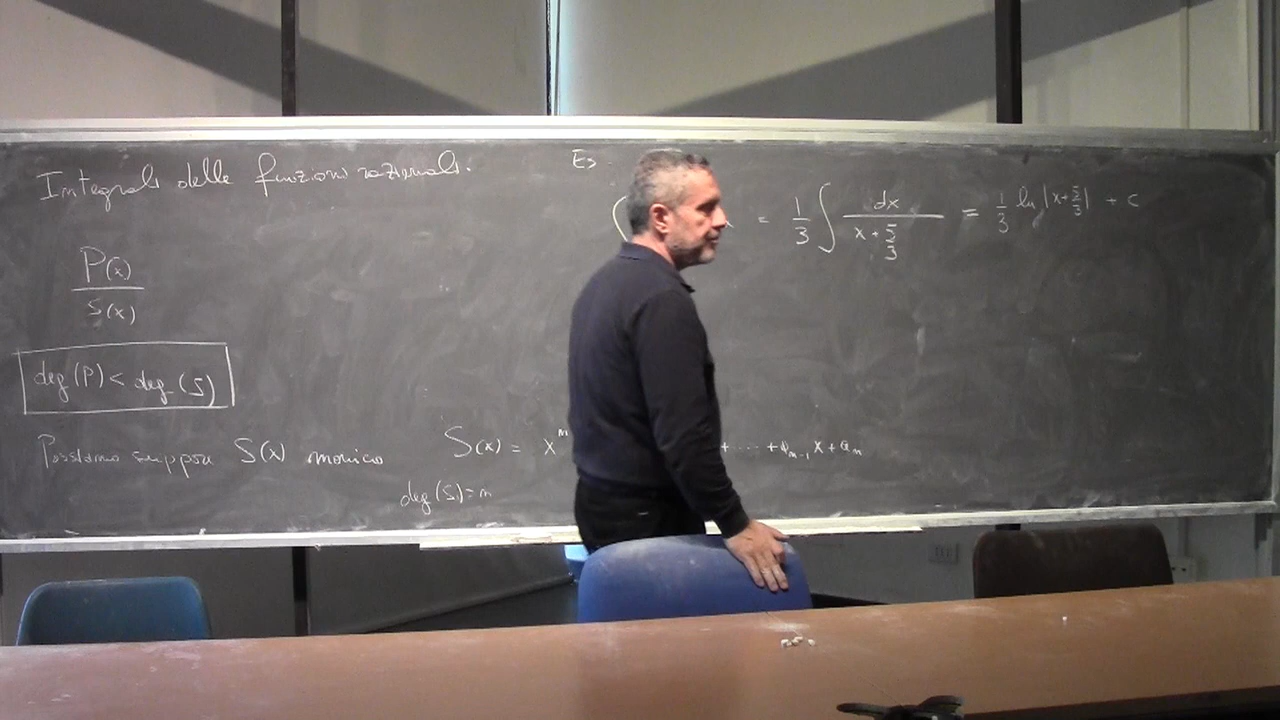 Integrali delle funzioni razionali.
Es
= 1/3 ∫ dx / (x + 5/3) = 1/3 ln |x + 5/3| + c
P(x)
S(x)
deg (P) < deg (S)
Possiamo supporre S(x) monico S(x) = x^n + ... + a_{n-1} x + a_n
deg (S) = n